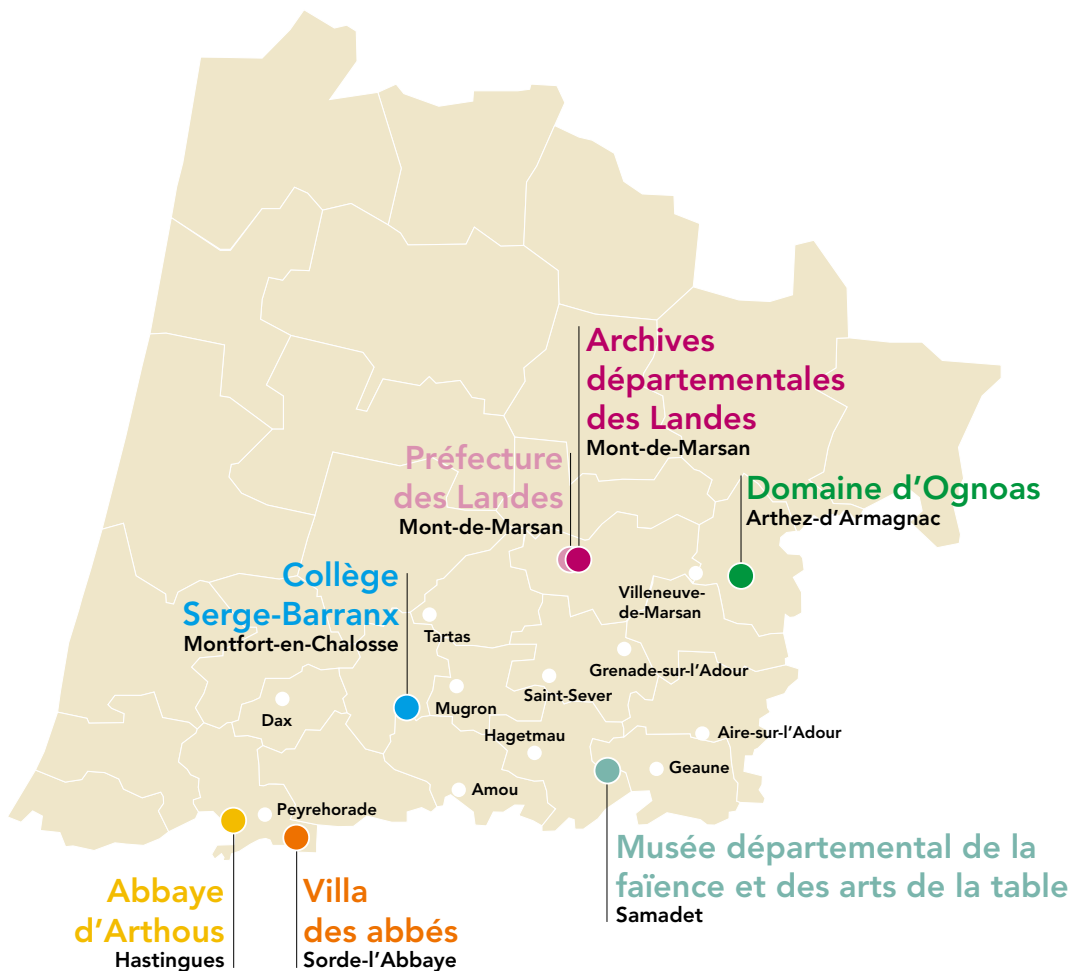 Archives
départementales
des Landes
Mont-de-Marsan
Préfecture
des Landes
Mont-de-Marsan
Domaine d'Ognoas
Arthez-d'Armagnac
Collège
Serge-Barranx
Montfort-en-Chalosse
Villeneuve-
de-Marsan
Tartas
Grenade-sur-l'Adour
Saint-Sever
Mugron
Dax
Hagetmau
Aire-sur-l'Adour
Geaune
Amou
Peyrehorade
Musée départemental de la
faïence et des arts de la table
Samadet
Abbaye
d'Arthous
Hastingues
Villa
des abbés
Sorde-l'Abbaye